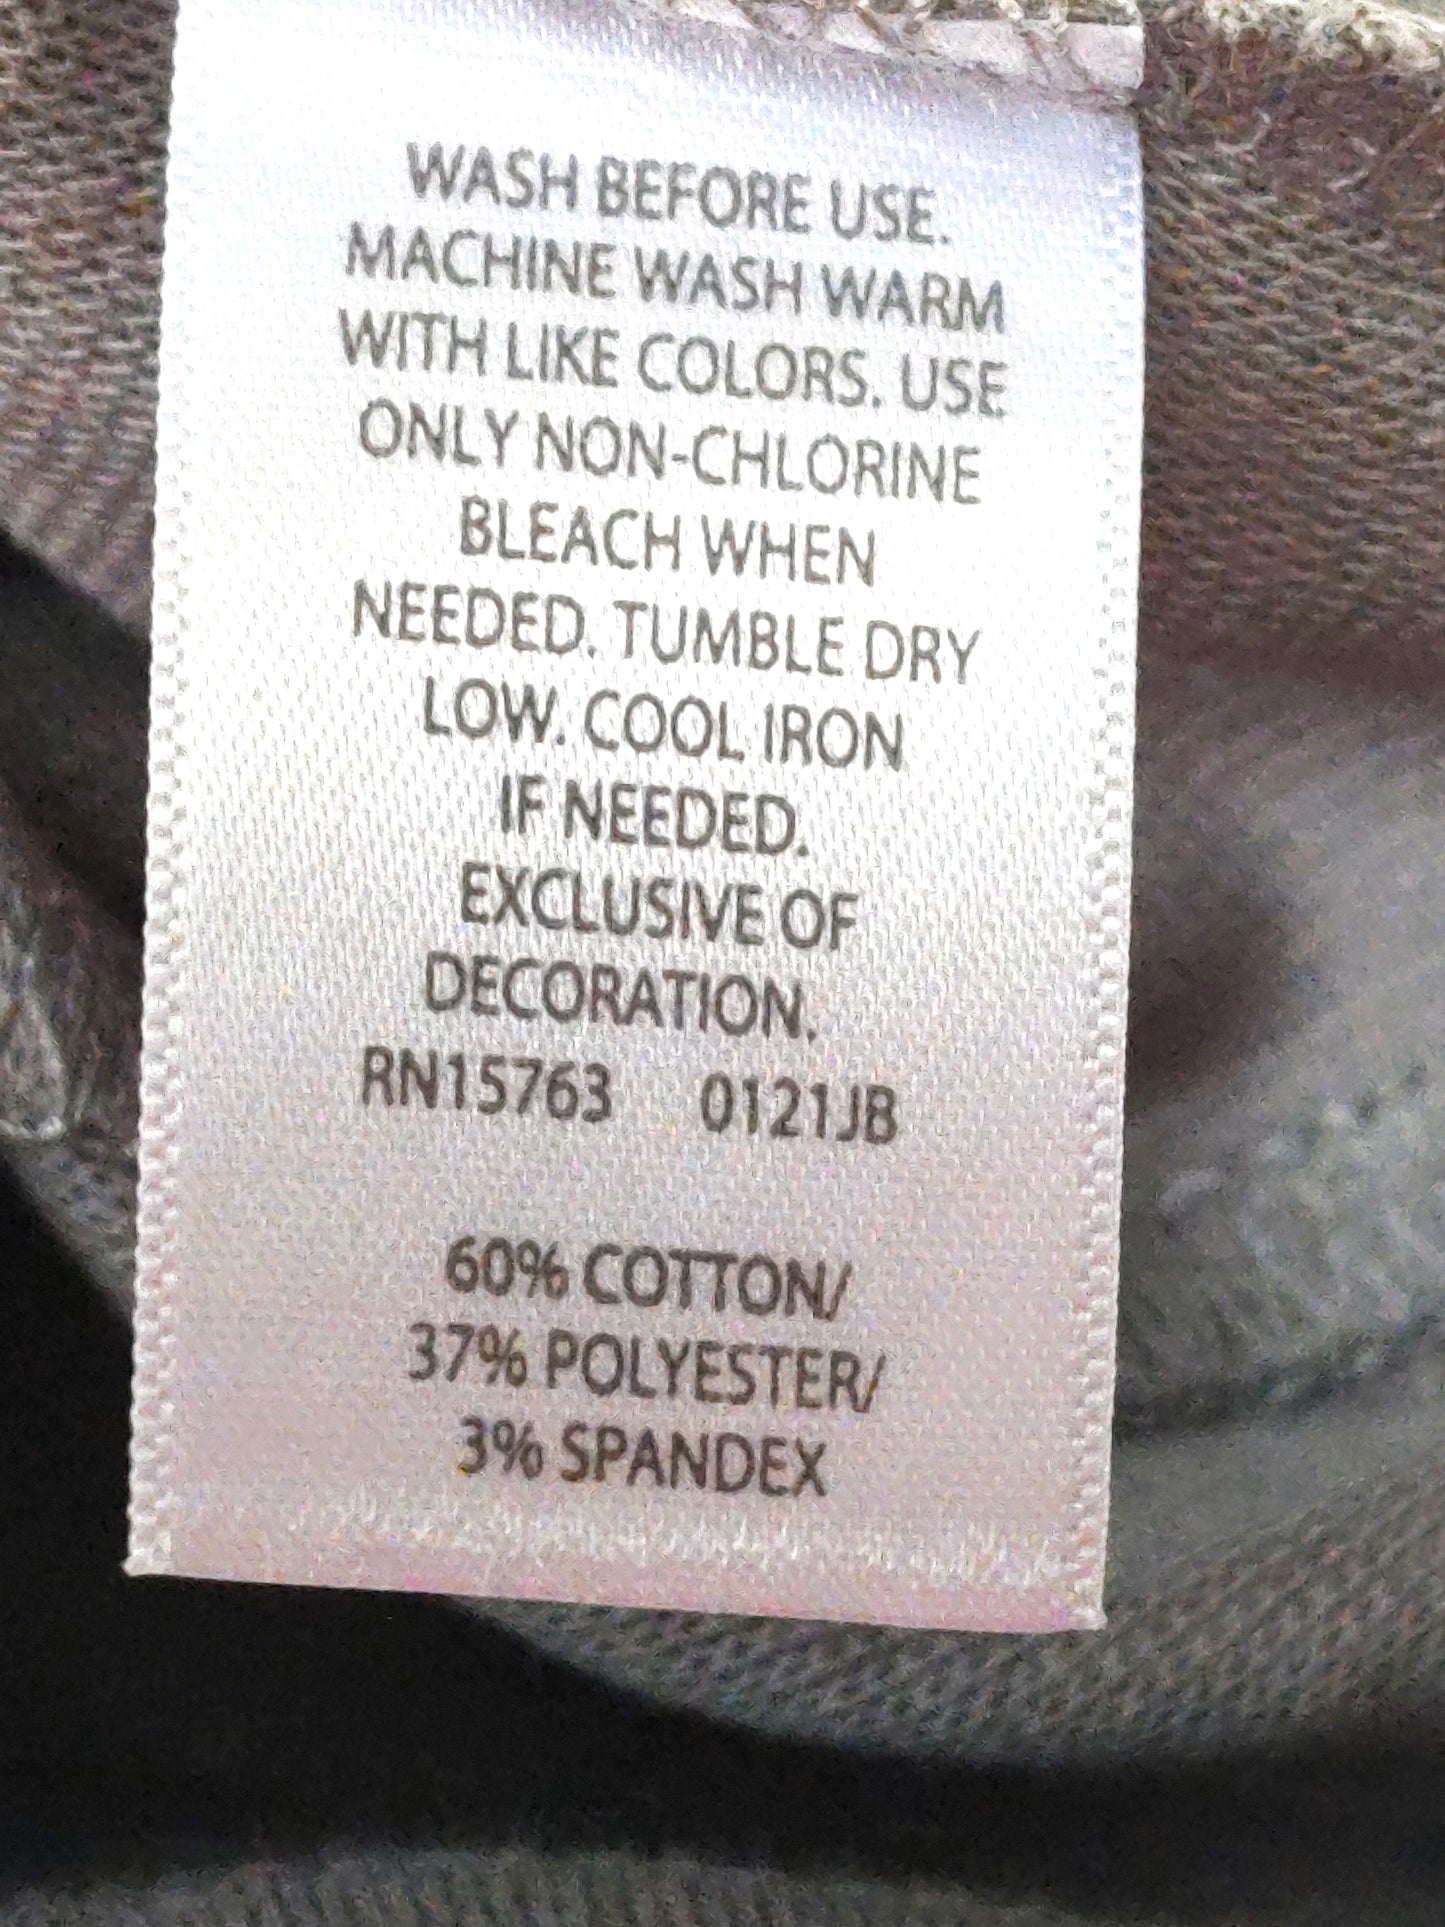 WASH BEFORE USE.
MACHINE WASH WARM
WITH LIKE COLORS. USE
ONLY NON-CHLORINE
BLEACH WHEN
NEEDED. TUMBLE DRY
LOW. COOL IRON
IF NEEDED.
EXCLUSIVE OF
DECORATION.
RN15763 0121JB
60% COTTON/
37% POLYESTER/
3% SPANDEX